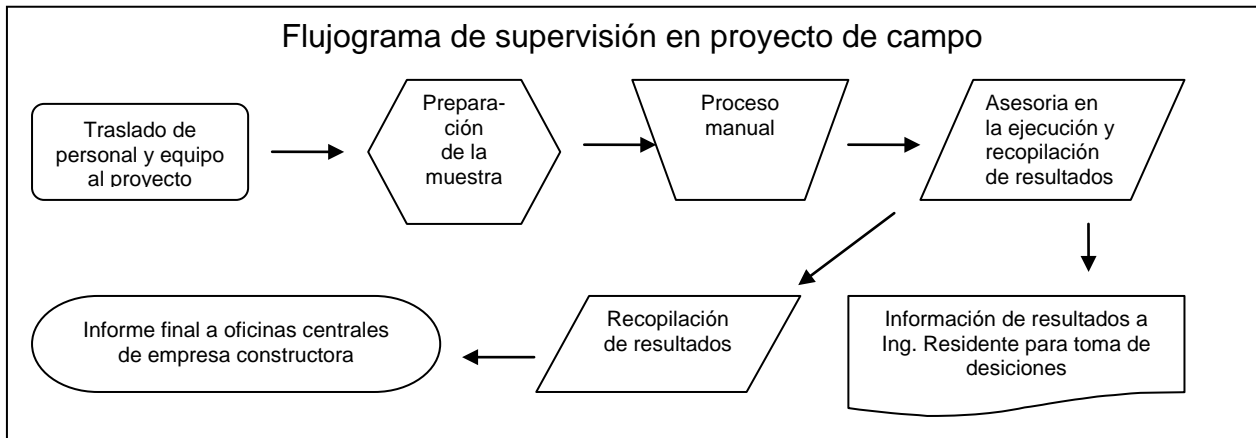 Flujograma de supervisión en proyecto de campo
Traslado de
personal y equipo
al proyecto
Prepara-
ción
de la
muestra
Proceso
manual
Asesoria en
la ejecución y
recopilación
de resultados
Informe final a oficinas centrales
de empresa constructora
Recopilación
de resultados
Información de resultados a
Ing. Residente para toma de
desiciones